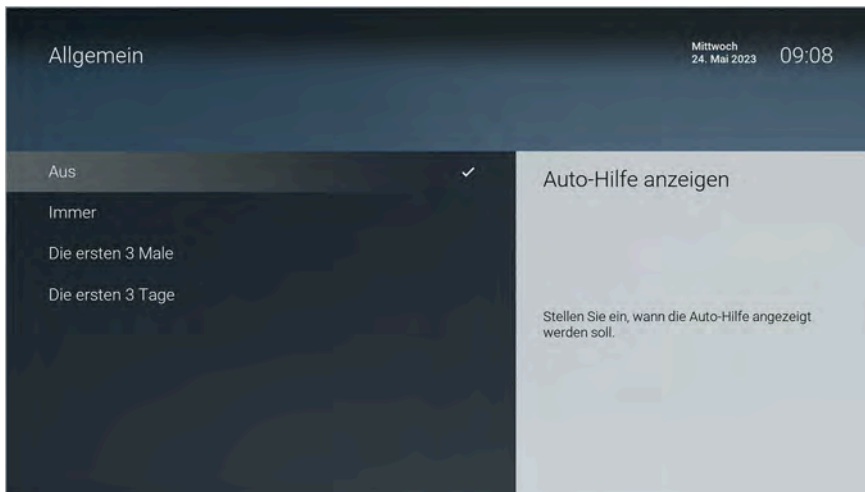 Allgemein
Mittwoch
24. Mai 2023
09:08
Aus
Immer
Die ersten 3 Male
Die ersten 3 Tage
Auto-Hilfe anzeigen
Stellen Sie ein, wann die Auto-Hilfe angezeigt
werden soll.